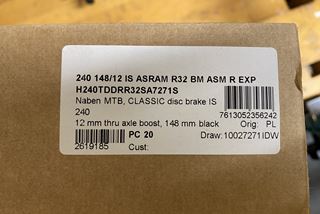 240 148/12 IS ASRAM R32 BM ASM R EXP
H240TDDRR32SA7271S
Naben MTB, CLASSIC disc brake IS
240
7613052356242
12 mm thru axle boost, 148 mm black
Orig: PL
PC 20
Draw: 10027271IDW
2619185
Cust: